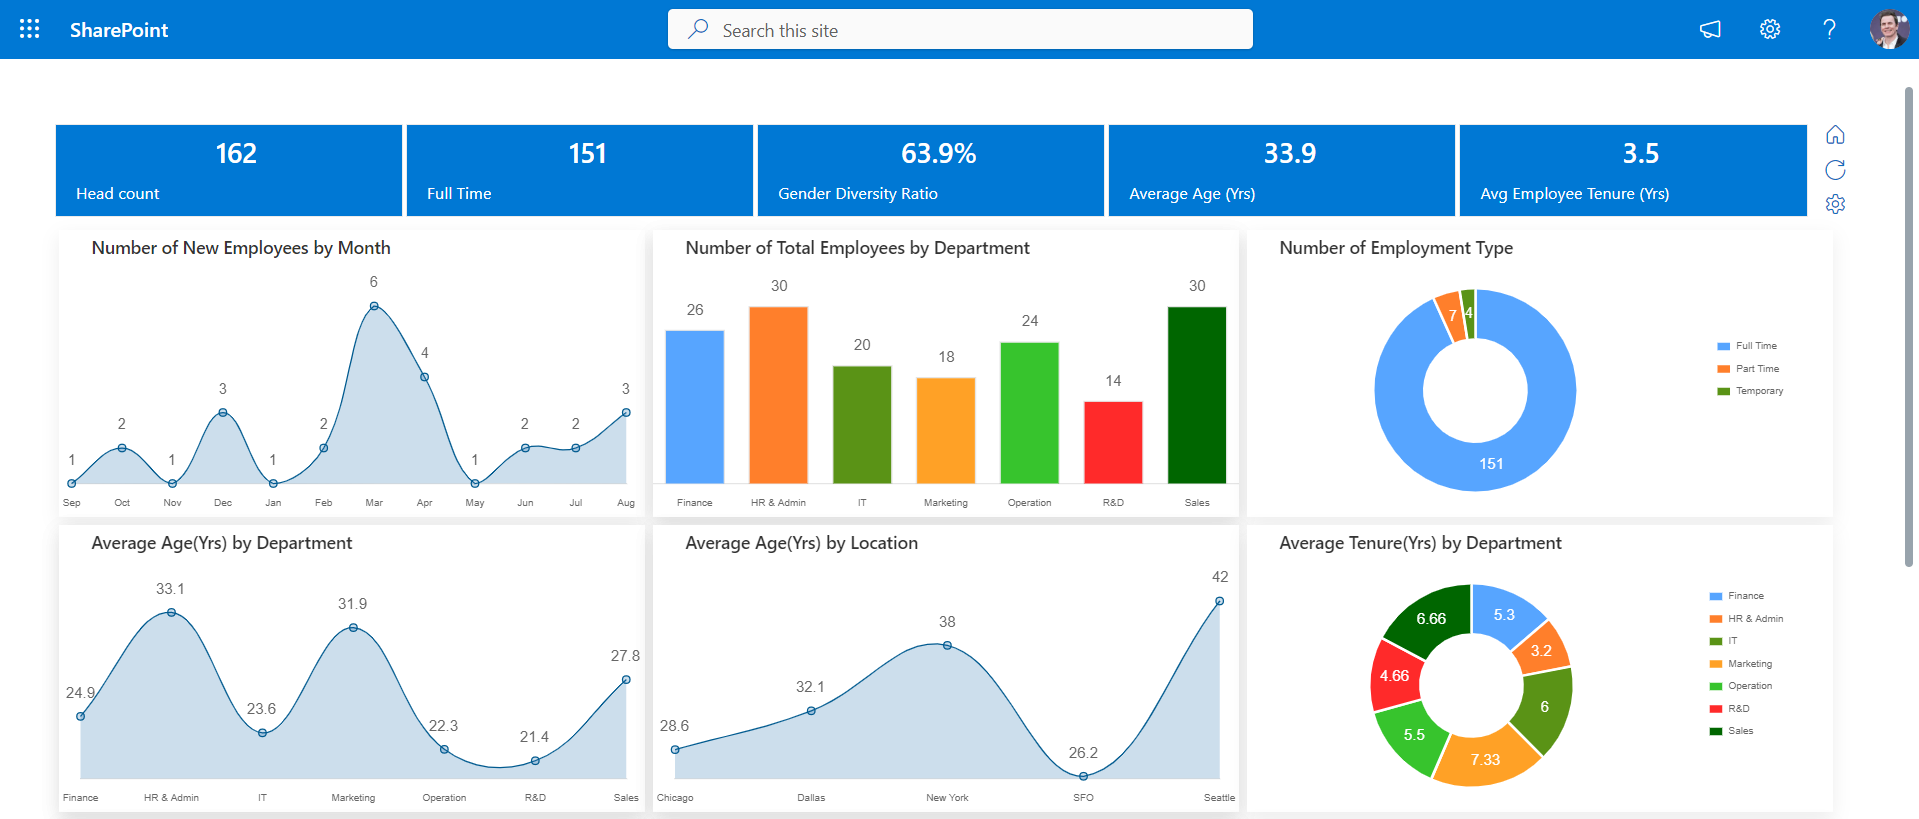 SharePoint
Search this site
162
Head count
151
Full Time
63.9%
Gender Diversity Ratio
33.9
Average Age (Yrs)
3.5
Avg Employee Tenure (Yrs)
Number of New Employees by Month
6
4
3
3
2
2
2
2
1
1
1
1
Sep Oct Nov Dec Jan Feb Mar Apr May Jun Jul Aug
Number of Total Employees by Department
26 30 20 18 24 14 30
Finance HR & Admin IT Marketing Operation R&D Sales
Number of Employment Type
7 4
151
Full Time
Part Time
Temporary
Average Age(Yrs) by Department
24.9 33.1 23.6 31.9 22.3 21.4 27.8
Finance HR & Admin IT Marketing Operation R&D Sales
Average Age(Yrs) by Location
28.6 32.1 38 26.2 42
Chicago Dallas New York SFO Seattle
Average Tenure(Yrs) by Department
6.66 5.3
3.2
4.66
6
5.5
7.33
Finance
HR & Admin
IT
Marketing
Operation
R&D
Sales